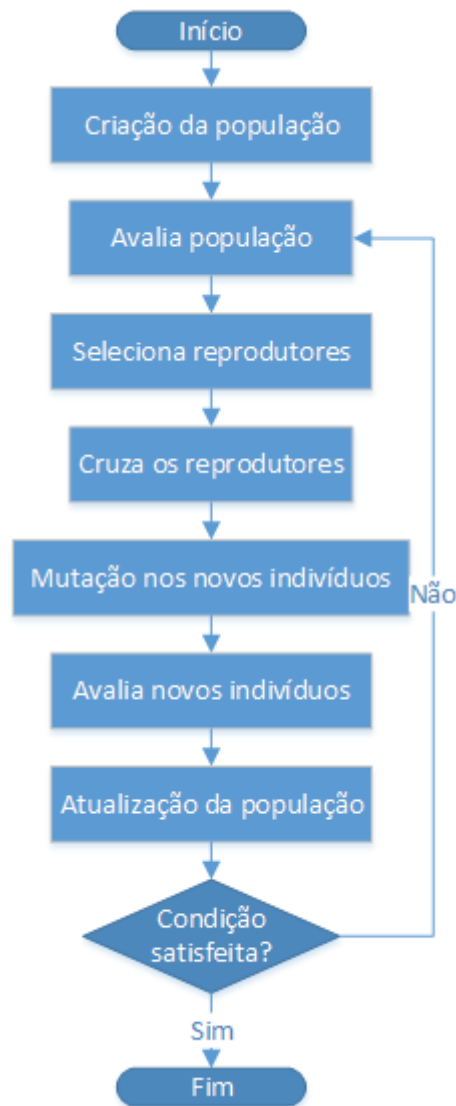 Início
Criação da população
Avalia população
Seleciona reprodutores
Cruza os reprodutores
Mutação nos novos indivíduos
Não
Avalia novos indivíduos
Atualização da população
Condição
satisfeita?
Sim
Fim